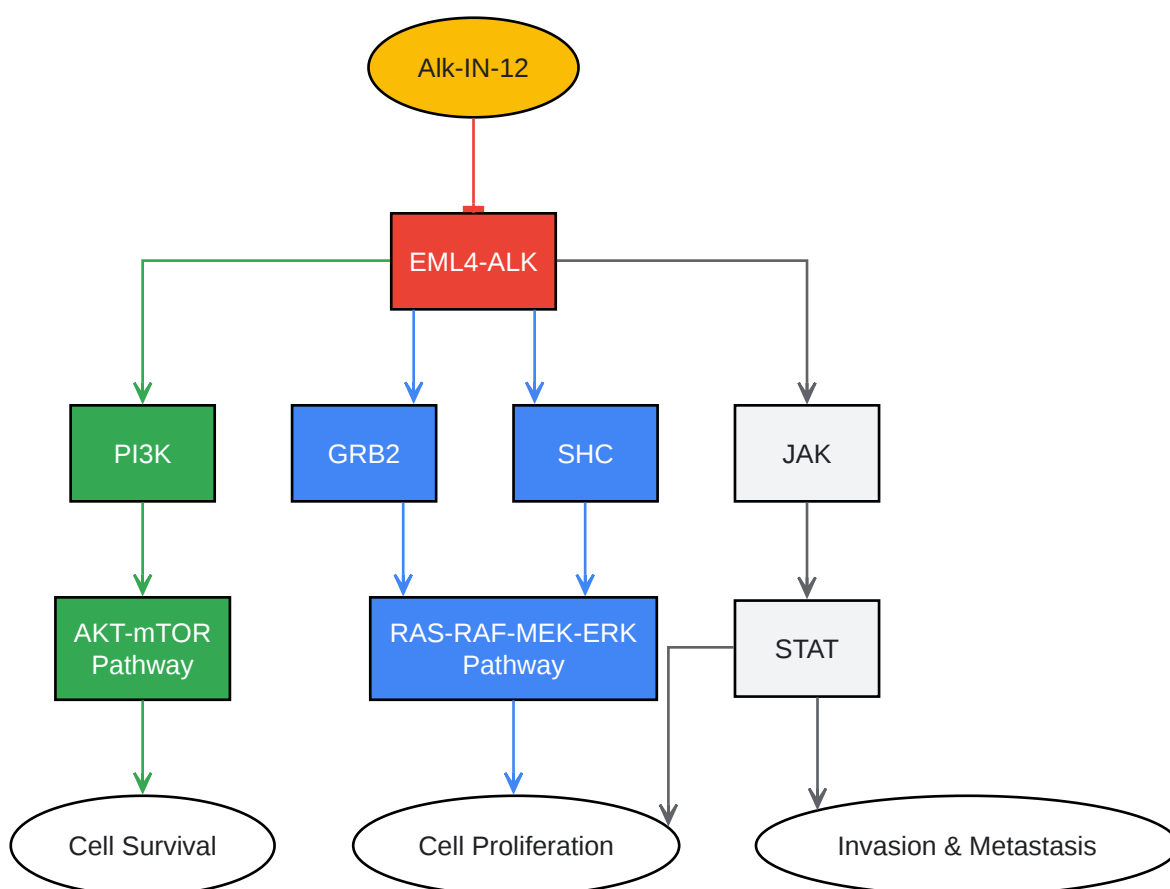 Alk-IN-12
EML4-ALK
PI3K
GRB2
SHC
JAK
AKT-mTOR
Pathway
RAS-RAF-MEK-ERK
Pathway
STAT
Cell Survival
Cell Proliferation
Invasion & Metastasis